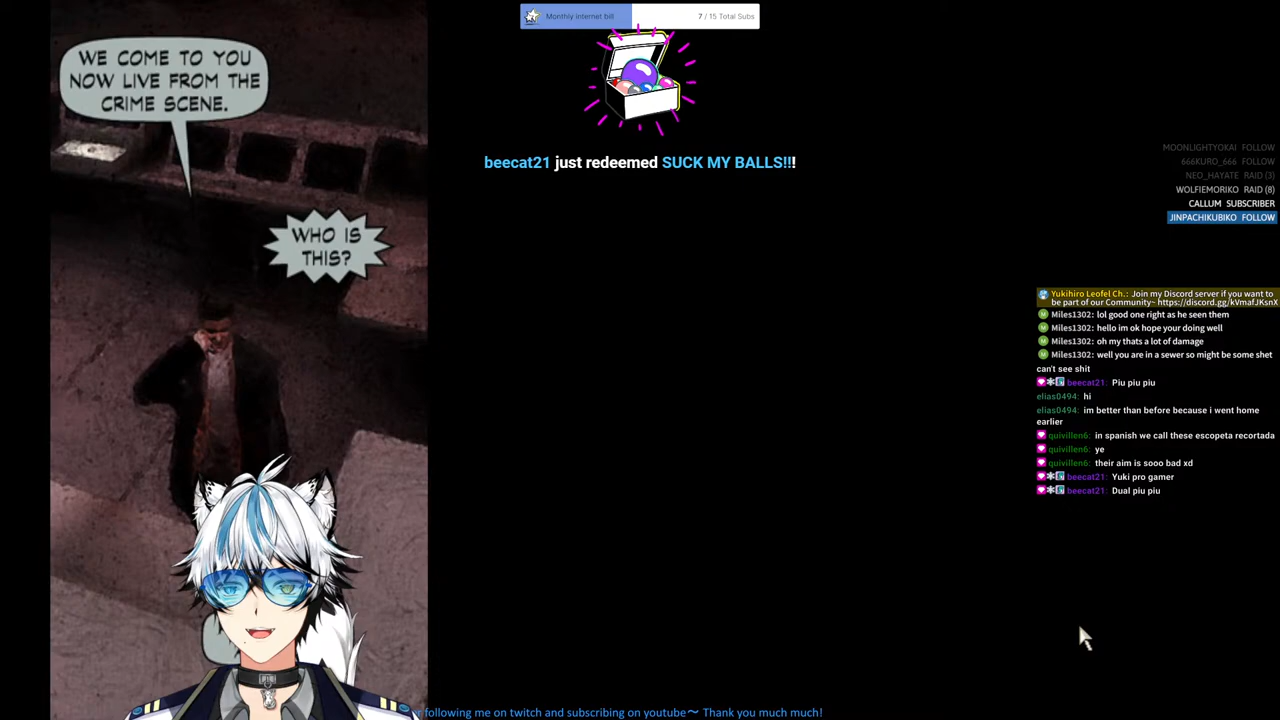 WE COME TO YOU
NOW LIVE FROM THE
CRIME SCENE.
WHO IS
THIS?
Monthly internet bill
7 / 15 Total Subs
beecat21 just redeemed SUCK MY BALLS!!!
MOONLIGHTYOKAI FOLLOW
666KURO_666 FOLLOW
NEO_HAYATE RAID (3)
WOLFIEMORIKO RAID (8)
CALLUM SUBSCRIBER
JINPACHIKUBIKO FOLLOW
Yukihiro Leofel Ch.: Join my Discord server if you want to
be part of our Community~ https://discord.gg/kVmafJKsnX
Miles1302: lol good one right as he seen them
Miles1302: hello im ok hope your doing well
Miles1302: oh my thats a lot of damage
Miles1302: well you are in a sewer so might be some shet
can't see shit
beecat21: Piu piu piu
elias0494: hi
elias0494: im better than before because i went home
earlier
quivillen6: in spanish we call these escopeta recortada
quivillen6: ye
quivillen6: their aim is sooo bad xd
beecat21: Yuki pro gamer
beecat21: Dual piu piu
r following me on twitch and subscribing on youtube～ Thank you much much!